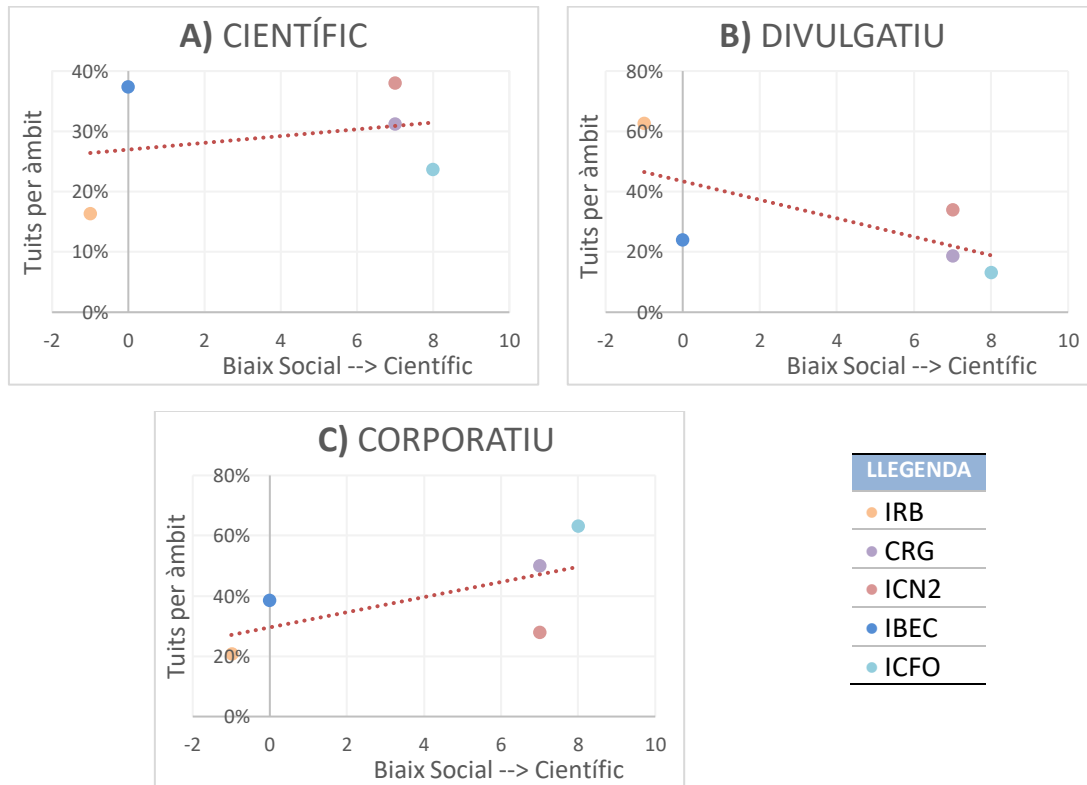 A) CIENTÍFIC
Tuits per àmbit
40%
30%
20%
10%
0%
-2 0 2 4 6 8 10
Biaix Social --> Científic
B) DIVULGATIU
Tuits per àmbit
80%
60%
40%
20%
0%
-2 0 2 4 6 8 10
Biaix Social --> Científic
C) CORPORATIU
Tuits per àmbit
80%
60%
40%
20%
0%
-2 0 2 4 6 8 10
Biaix Social --> Científic
LLEGENDA
IRB
CRG
ICN2
IBEC
ICFO